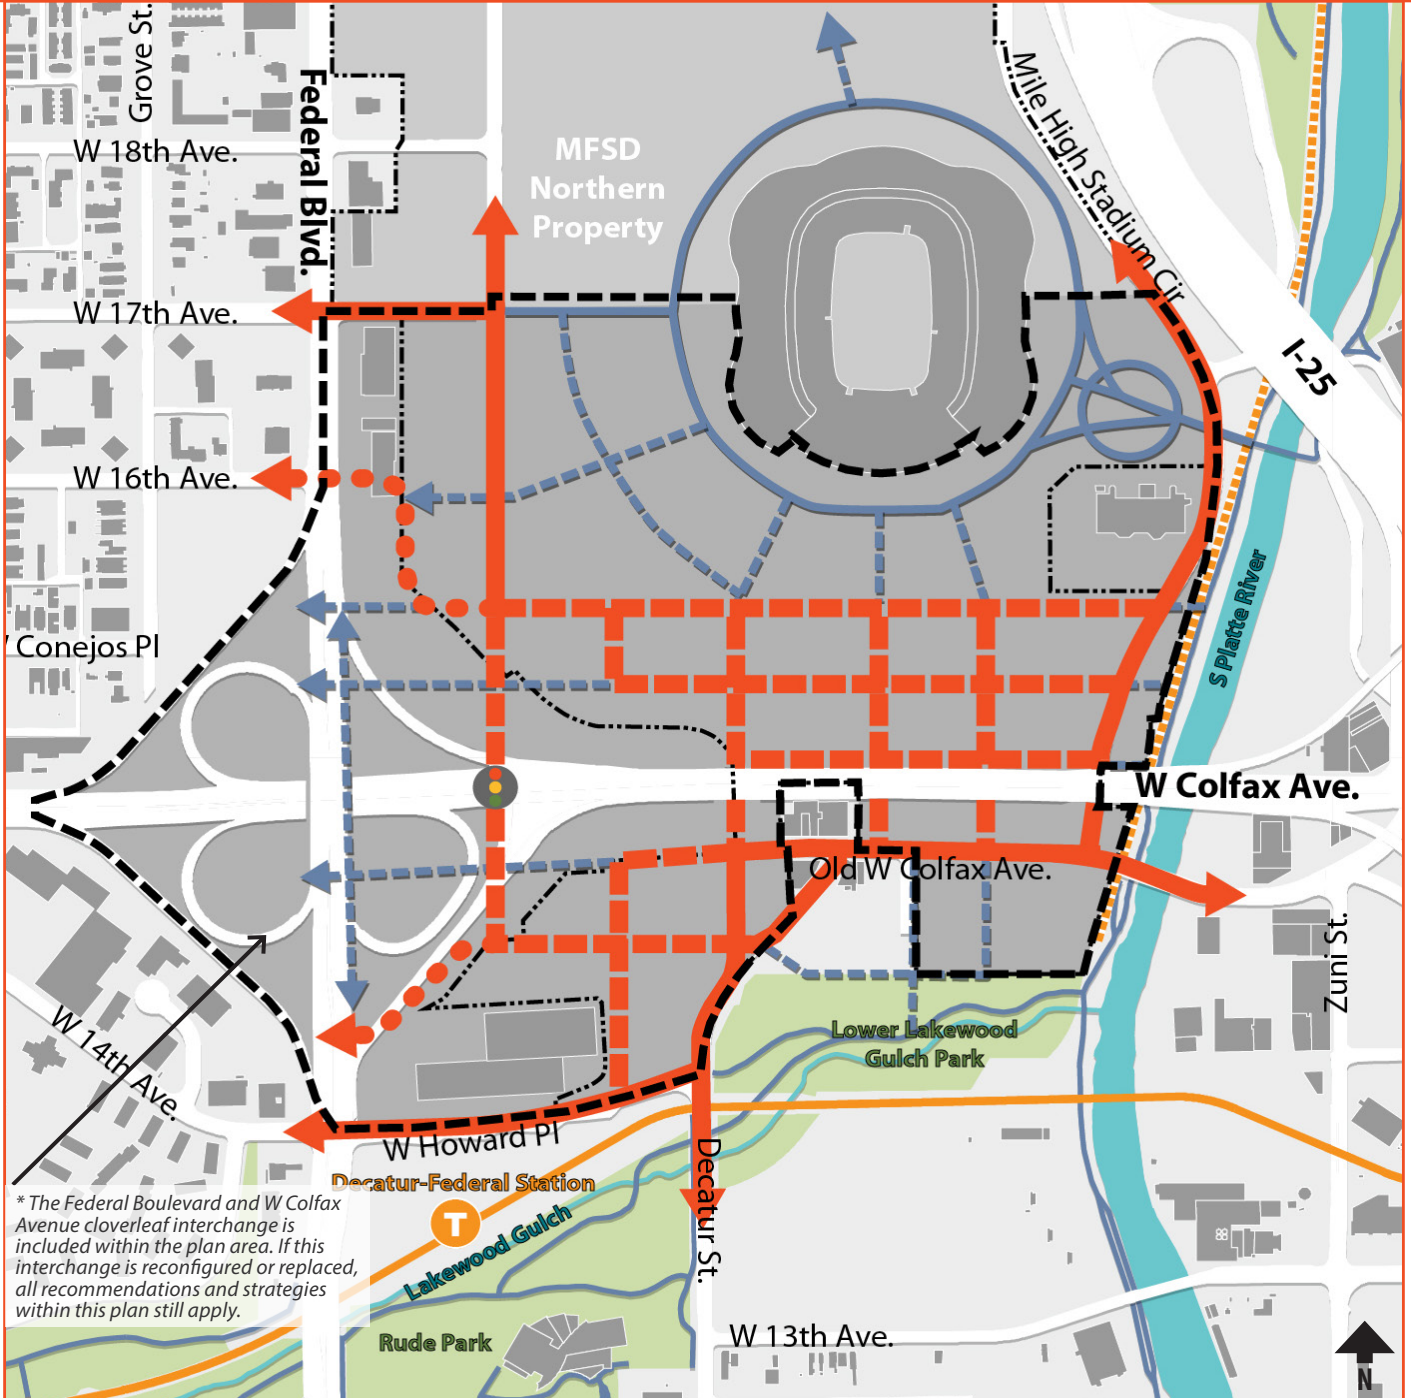 Grove St.
Federal Blvd.
Mile High Stadium Cir
W 18th Ave.
MFSD
Northern
Property
W 17th Ave.
I-25
W 16th Ave.
S Platte River
Conejos Pl
W Colfax Ave.
Old W Colfax Ave.
Zuni St.
W 14th Ave.
Lower Lakewood
Gulch Park
W Howard Pl
Decatur St.
Decatur-Federal Station
T
Lakewood Gulch
* The Federal Boulevard and W Colfax
Avenue cloverleaf interchange is
included within the plan area. If this
interchange is reconfigured or replaced,
all recommendations and strategies
within this plan still apply.
Rude Park
W 13th Ave.
N